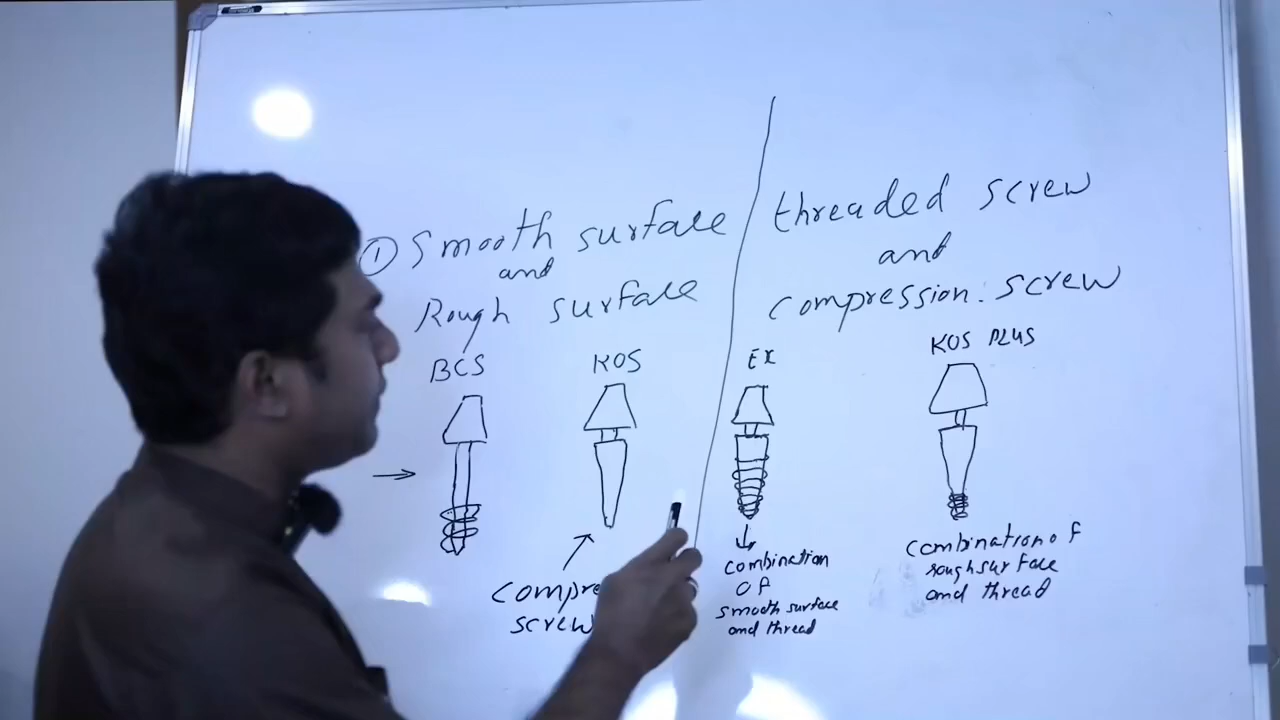 ① Smooth surface
and
Rough surface
threaded screw
and
compression. screw
BCS
KOS
EX
KOS PLUS
compre
screw
combination
of
smooth surface
and thread
combination of
rough surface
and thread